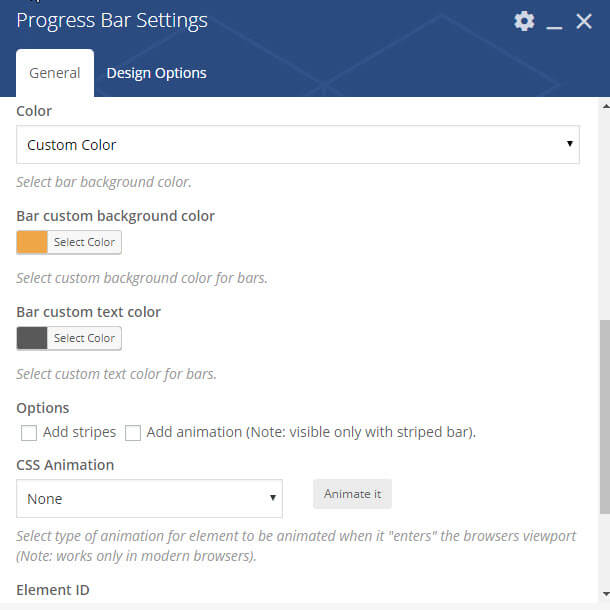 Progress Bar Settings
General
Design Options
Color
Custom Color
Select bar background color.
Bar custom background color
Select Color
Select custom background color for bars.
Bar custom text color
Select Color
Select custom text color for bars.
Options
Add stripes
Add animation (Note: visible only with striped bar).
CSS Animation
None
Animate it
Select type of animation for element to be animated when it "enters" the browsers viewport
(Note: works only in modern browsers).
Element ID